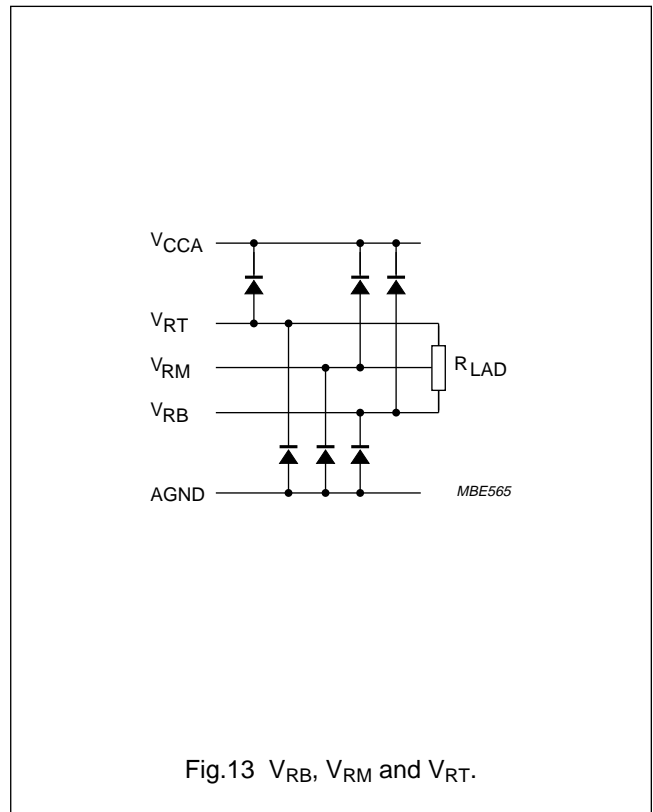 VCCA
VRT
VRM
RLAD
VRB
AGND
MBE565
Fig.13 VRB, VRM and VRT.